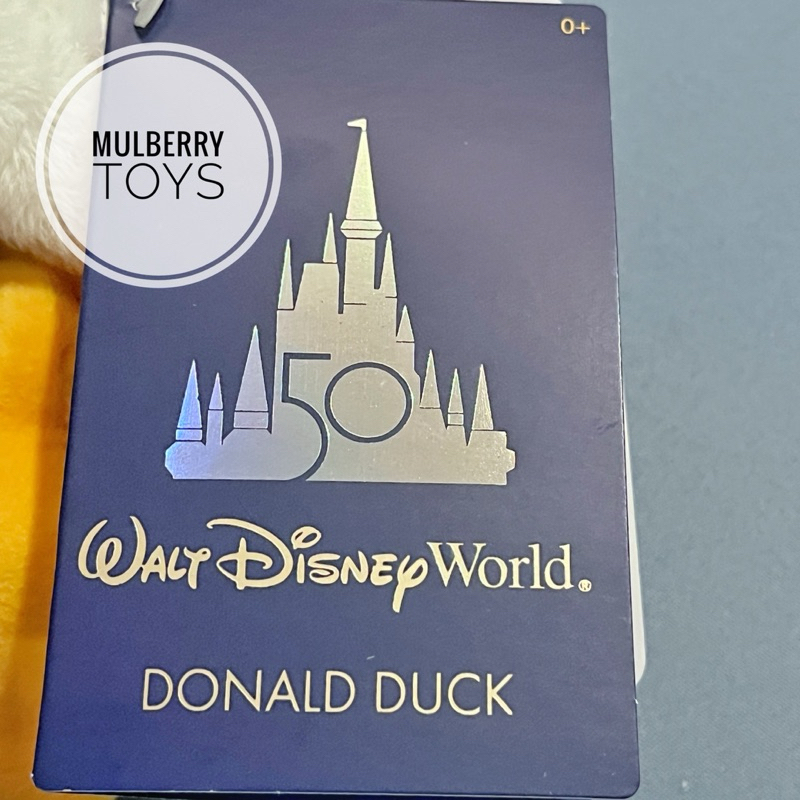 0+
MULBERRY
TOYS
50
WALT DISNEY World®
DONALD DUCK